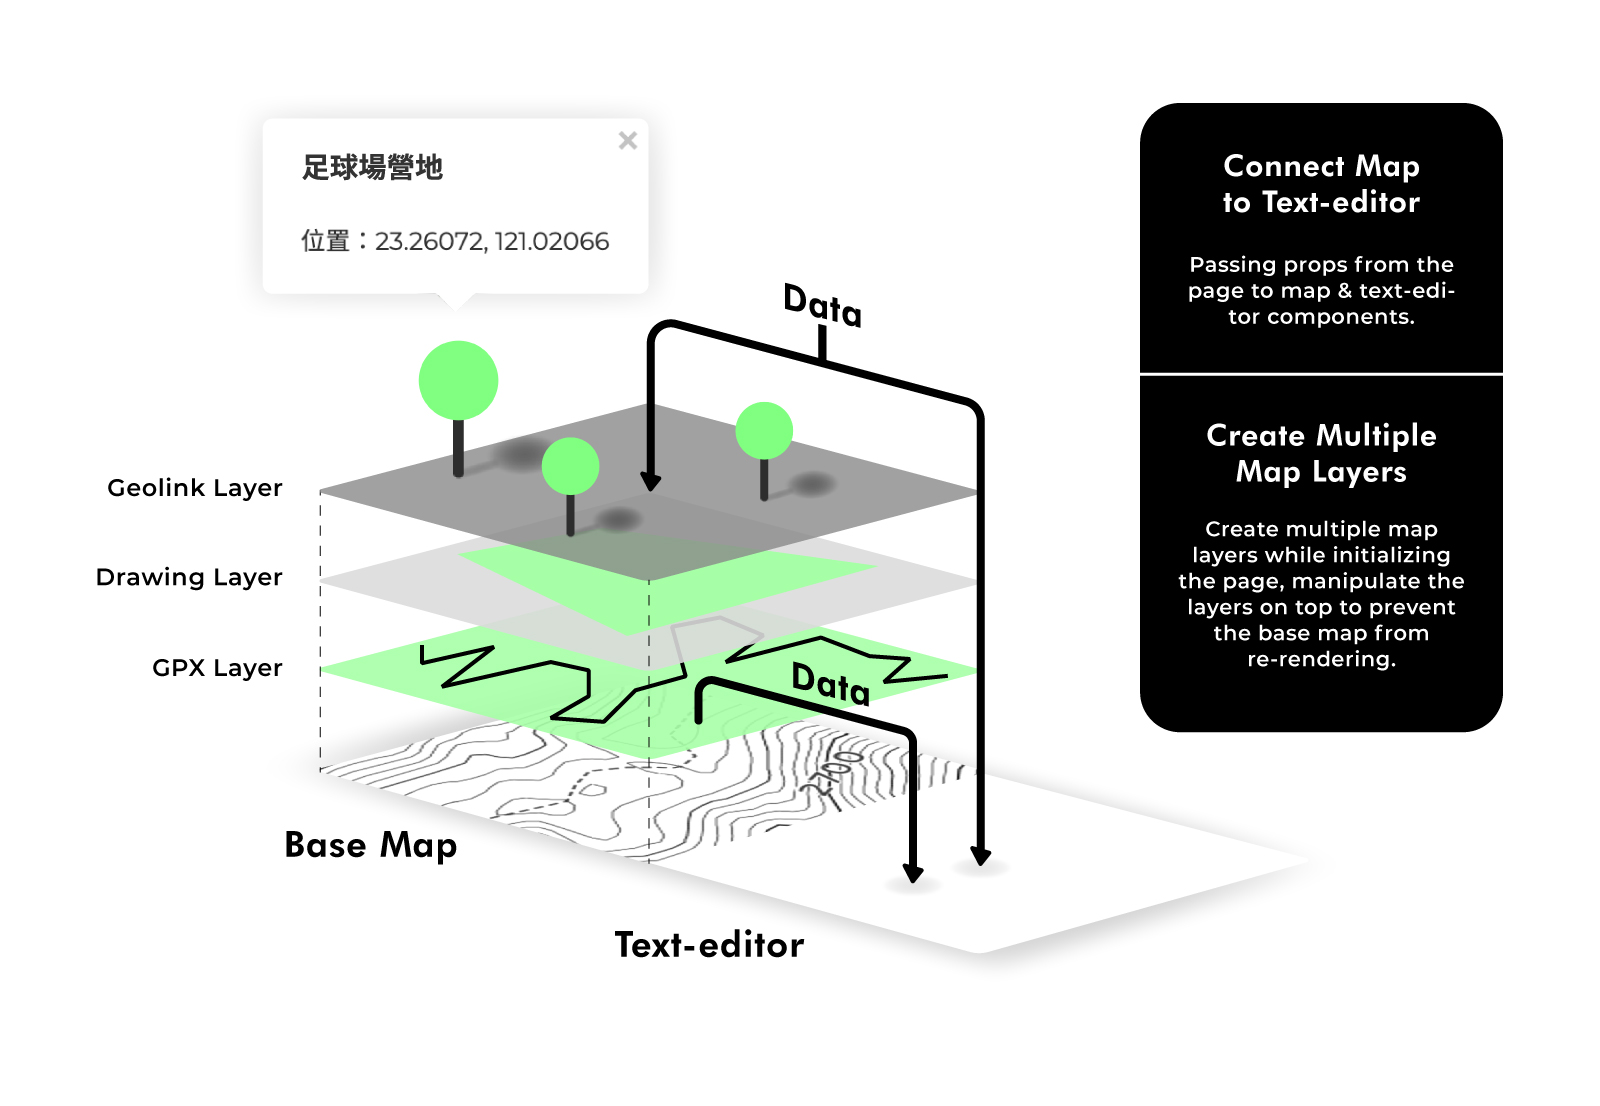 足球場營地
×
位置：23.26072, 121.02066
Data
Geolink Layer
Drawing Layer
GPX Layer
Data
2700
Base Map
Text-editor
Connect Map
to Text-editor
Passing props from the
page to map & text-edi-
tor components.
Create Multiple
Map Layers
Create multiple map
layers while initializing
the page, manipulate the
layers on top to prevent
the base map from
re-rendering.